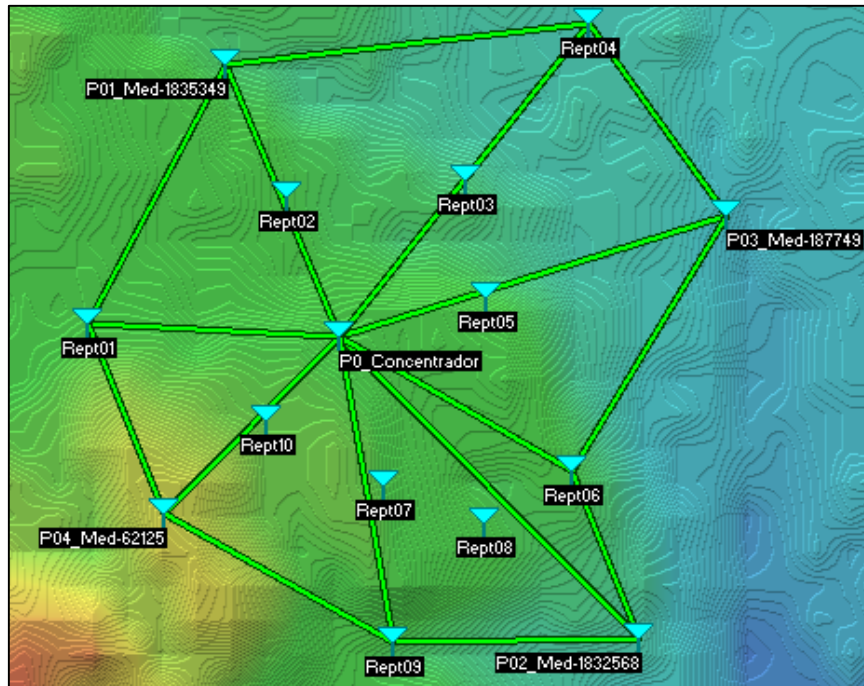 Rept04
P01_Med-1835349
Rept03
Rept02
P03_Med-187749
Rept05
Rept01
P0_Concentrador
Rept10
Rept06
Rept07
P04_Med-62125
Rept08
Rept09
P02_Med-1832568